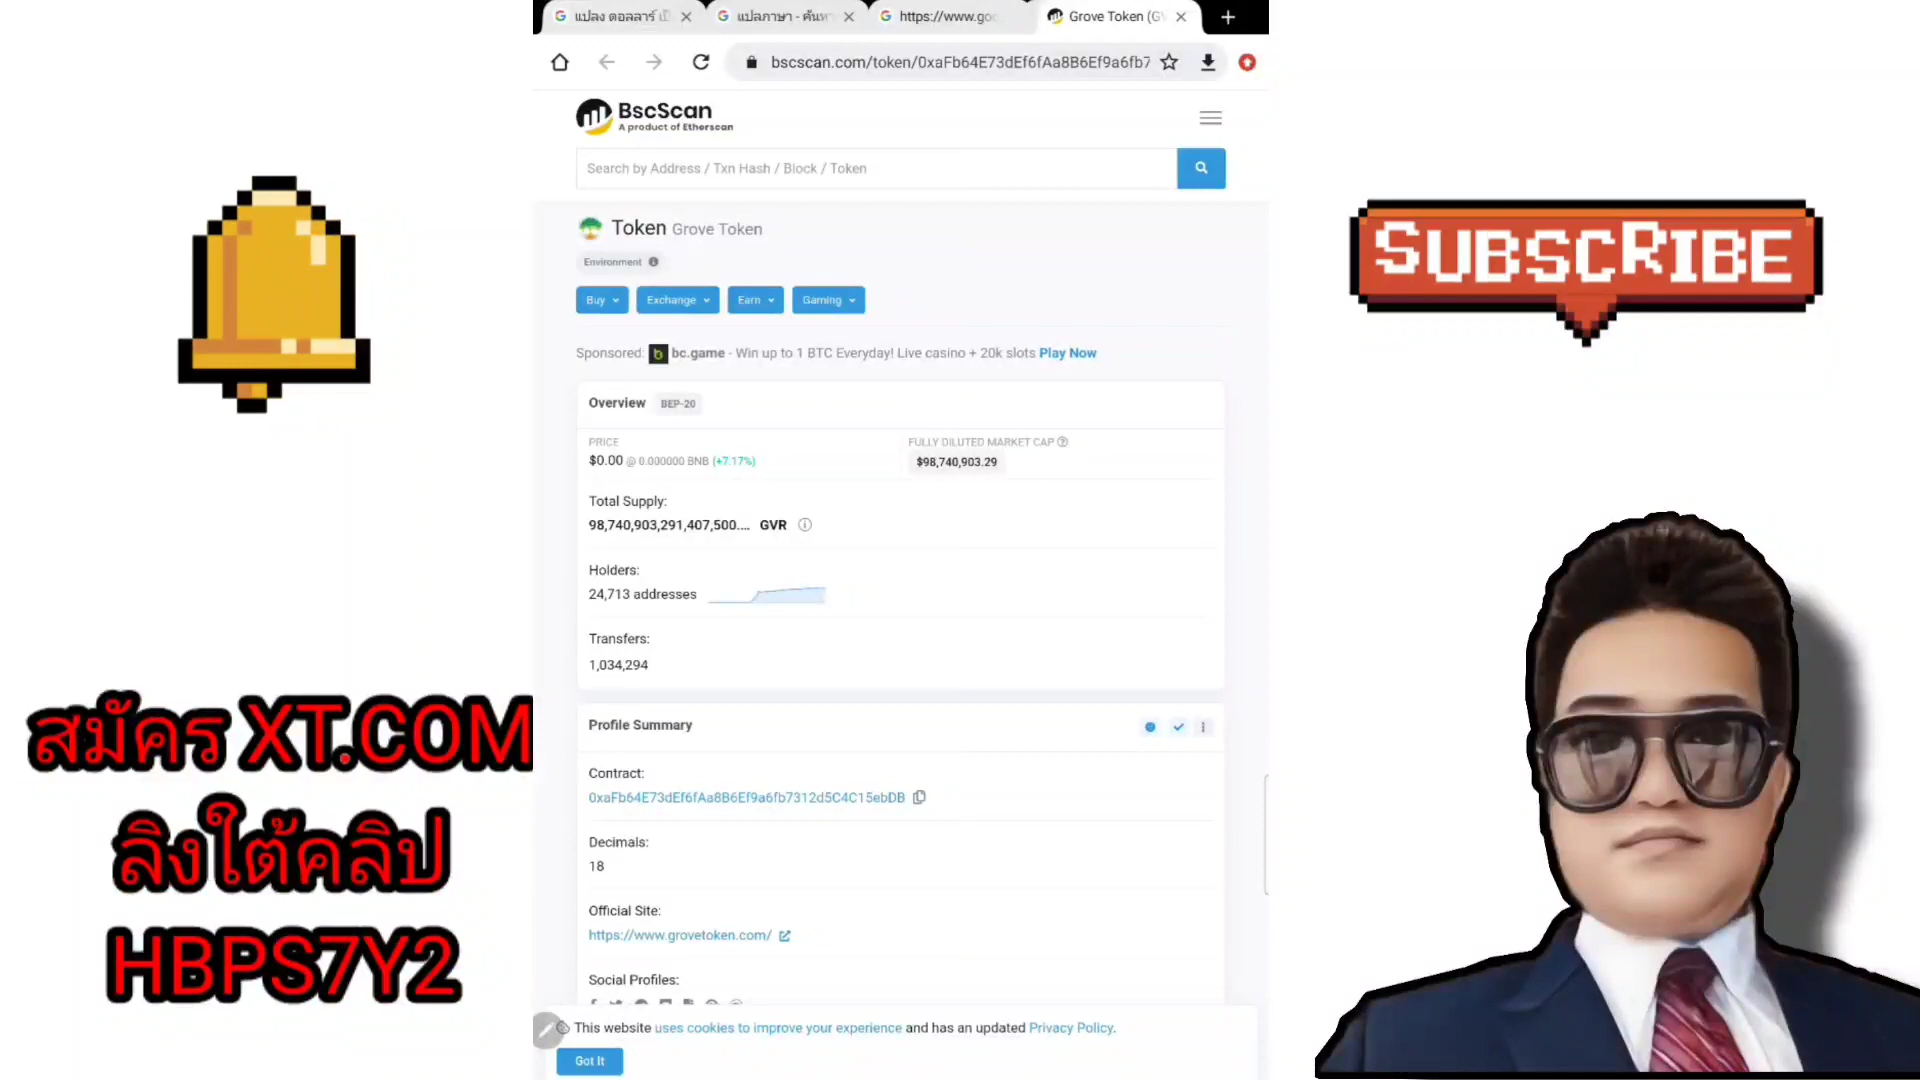 แปลง ดอลลาร์ เป็
แปลภาษา - ค้นหา
https://www.goo
Grove Token (GV
bscscan.com/token/0xaFb64E73dEf6fAa8B6Ef9a6fb7
BscScan
A product of Etherscan
Search by Address / Txn Hash / Block / Token
Token Grove Token
Environment
Buy
Exchange
Earn
Gaming
Sponsored: bc.game - Win up to 1 BTC Everyday! Live casino + 20k slots Play Now
Overview BEP-20
PRICE
$0.00 @ 0.000000 BNB (+7.17%)
FULLY DILUTED MARKET CAP
$98,740,903.29
Total Supply:
98,740,903,291,407,500.... GVR
Holders:
24,713 addresses
Transfers:
1,034,294
Profile Summary
Contract:
0xaFb64E73dEf6fAa8B6Ef9a6fb7312d5C4C15ebDB
Decimals:
18
Official Site:
https://www.grovetoken.com/
Social Profiles:
This website uses cookies to improve your experience and has an updated Privacy Policy.
Got It
สมัคร XT.COM
ลิงใต้คลิป
HBPS7Y2
SUBSCRIBE